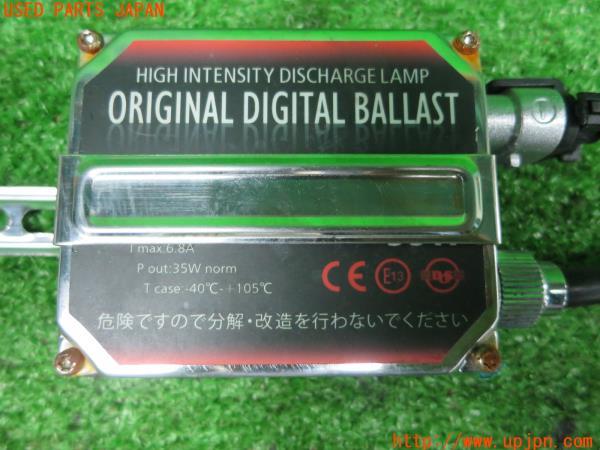 USED PARTS JAPAN
HIGH INTENSITY DISCHARGE LAMP
ORIGINAL DIGITAL BALLAST
I max:6.8A
P out:35W norm
T case:-40℃-+105℃
CE E13 DS
危険ですので分解・改造を行わないでください
http://www.upjpn.com/